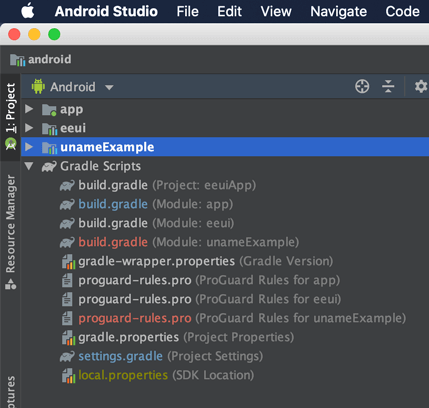 Android Studio File Edit View Navigate Code
android
Android
app
eeui
unameExample
Gradle Scripts
build.gradle (Project: eeuiApp)
build.gradle (Module: app)
build.gradle (Module: eeui)
build.gradle (Module: unameExample)
gradle-wrapper.properties (Gradle Version)
proguard-rules.pro (ProGuard Rules for app)
proguard-rules.pro (ProGuard Rules for eeui)
proguard-rules.pro (ProGuard Rules for unameExample)
gradle.properties (Project Properties)
settings.gradle (Project Settings)
local.properties (SDK Location)
1: Project
Resource Manager
ptures